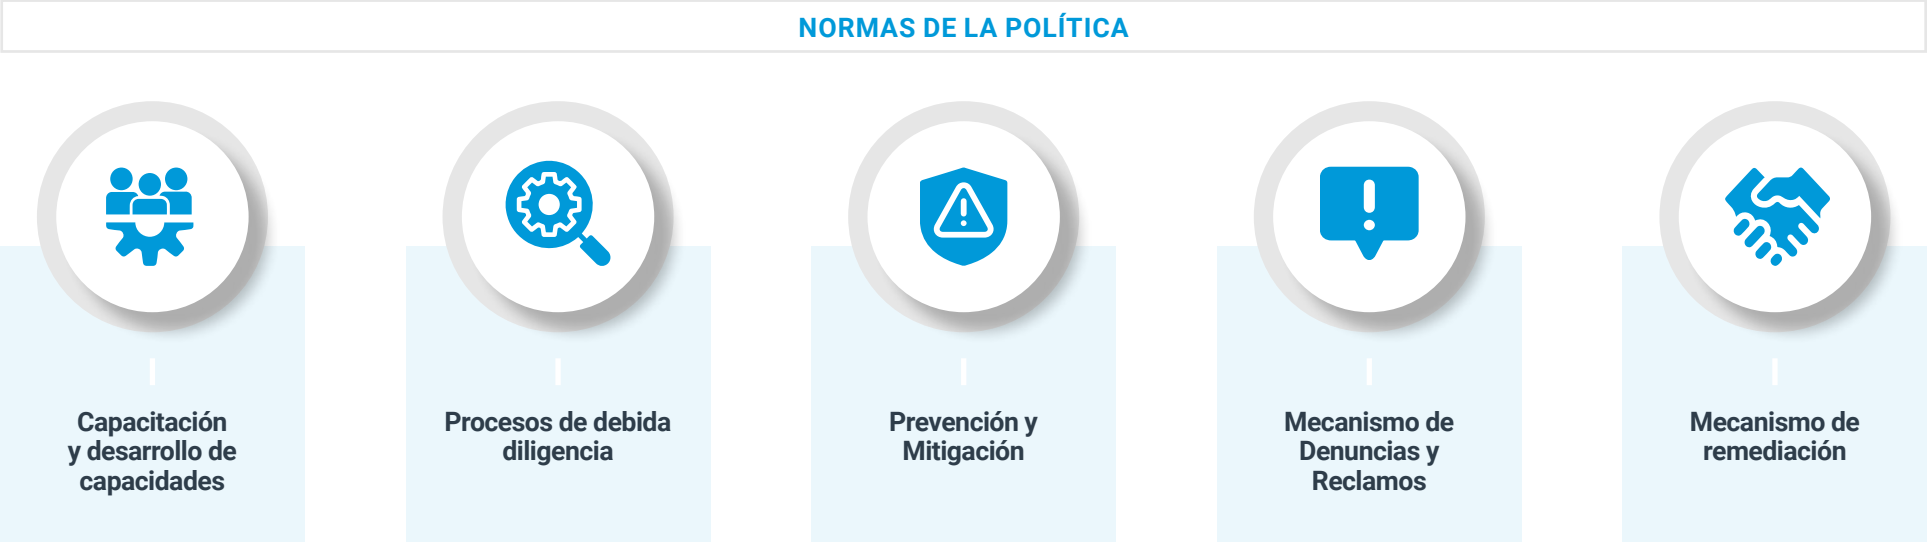 NORMAS DE LA POLÍTICA
Capacitación
y desarrollo de
capacidades
Procesos de debida
diligencia
Prevención y
Mitigación
Mecanismo de
Denuncias y
Reclamos
Mecanismo de
remediación